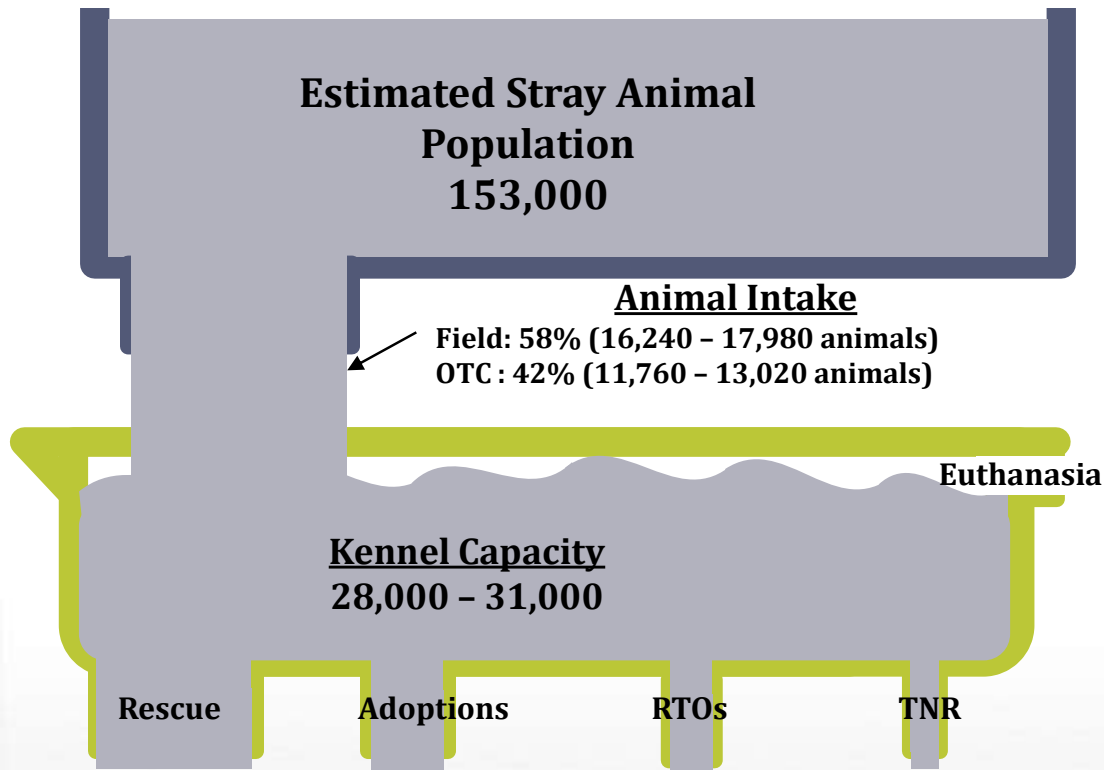 Estimated Stray Animal
Population
153,000
Animal Intake
Field: 58% (16,240 – 17,980 animals)
OTC : 42% (11,760 – 13,020 animals)
Euthanasia
Kennel Capacity
28,000 – 31,000
Rescue
Adoptions
RTOs
TNR